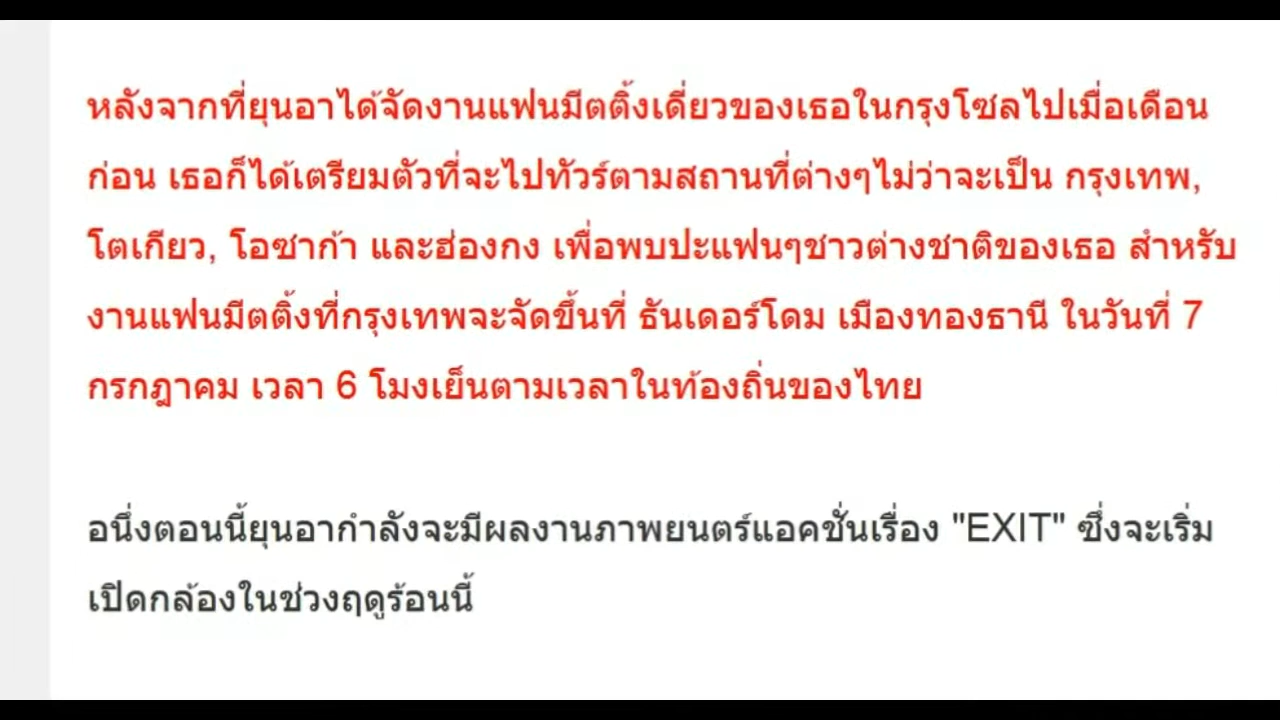 หลังจากที่ยุนอาได้จัดงานแฟนมีตติ้งเดี่ยวของเธอในกรุงโซลไปเมื่อเดือน
ก่อน เธอก็ได้เตรียมตัวที่จะไปทัวร์ตามสถานที่ต่างๆไม่ว่าจะเป็น กรุงเทพ,
โตเกียว, โอซาก้า และฮ่องกง เพื่อพบปะแฟนๆชาวต่างชาติของเธอ สำหรับ
งานแฟนมีตติ้งที่กรุงเทพจะจัดขึ้นที่ ธันเดอร์โดม เมืองทองธานี ในวันที่ 7
กรกฎาคม เวลา 6 โมงเย็นตามเวลาในท้องถิ่นของไทย
อนึ่งตอนนี้ยุนอากำลังจะมีผลงานภาพยนตร์แอคชั่นเรื่อง "EXIT" ซึ่งจะเริ่ม
เปิดกล้องในช่วงฤดูร้อนนี้